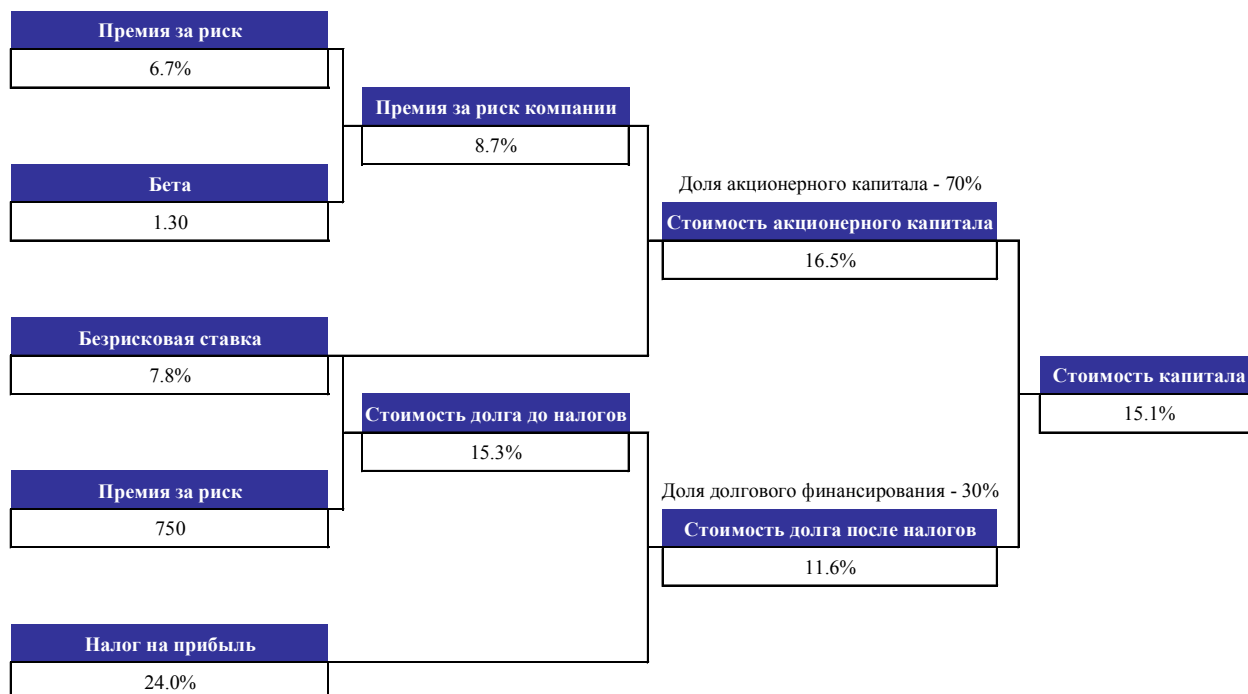 Премия за риск
6.7%
Премия за риск компании
8.7%
Бета
1.30
Доля акционерного капитала - 70%
Стоимость акционерного капитала
16.5%
Безрисковая ставка
7.8%
Стоимость капитала
15.1%
Стоимость долга до налогов
15.3%
Премия за риск
750
Доля долгового финансирования - 30%
Стоимость долга после налогов
11.6%
Налог на прибыль
24.0%